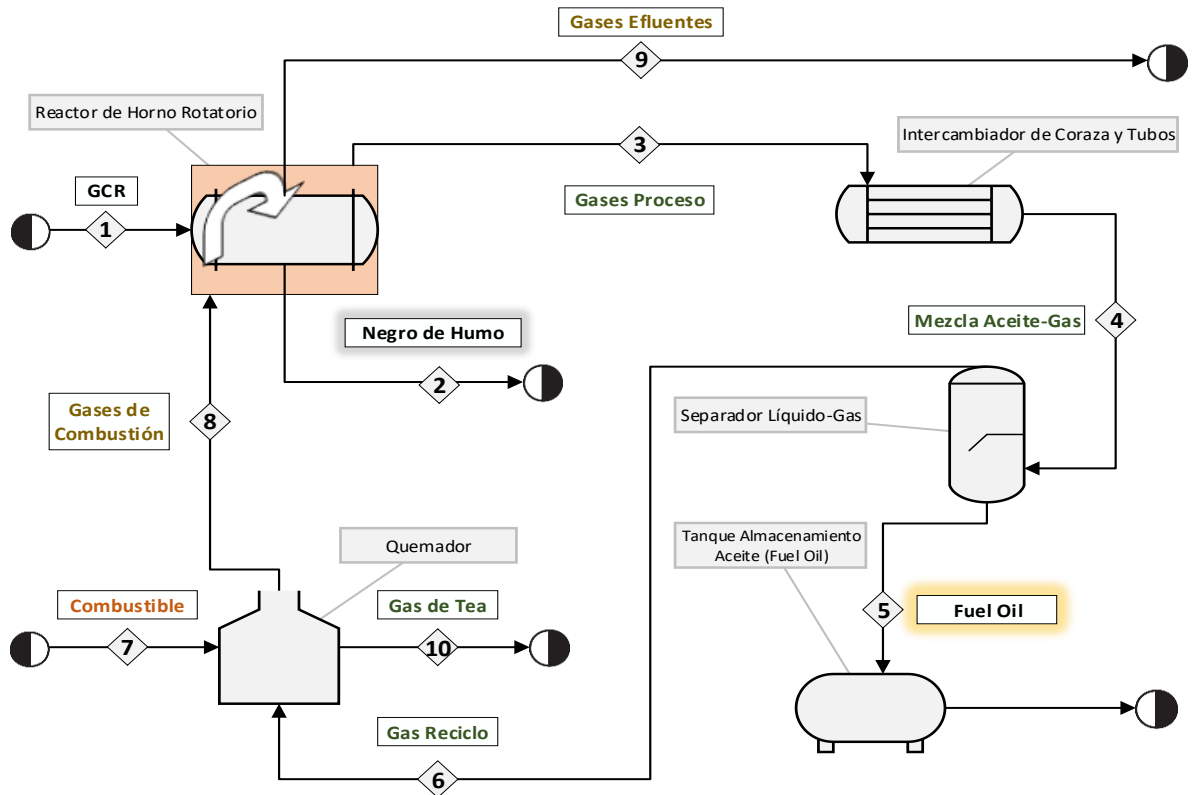 Gases Efluentes
9
Reactor de Horno Rotatorio
3
Intercambiador de Coraza y Tubos
GCR
1
Gases Proceso
Negro de Humo
2
Mezcla Aceite-Gas
4
Gases de
Combustión
8
Separador Líquido-Gas
Quemador
Tanque Almacenamiento
Aceite (Fuel Oil)
Combustible
7
Gas de Tea
10
5
Fuel Oil
Gas Reciclo
6